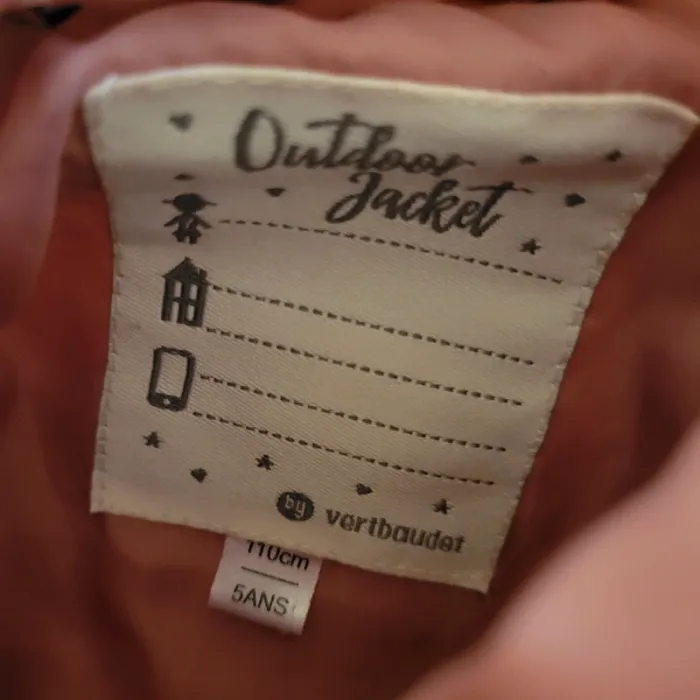 Outdoor
Jacket
by vertbaudet
110cm
5ANS